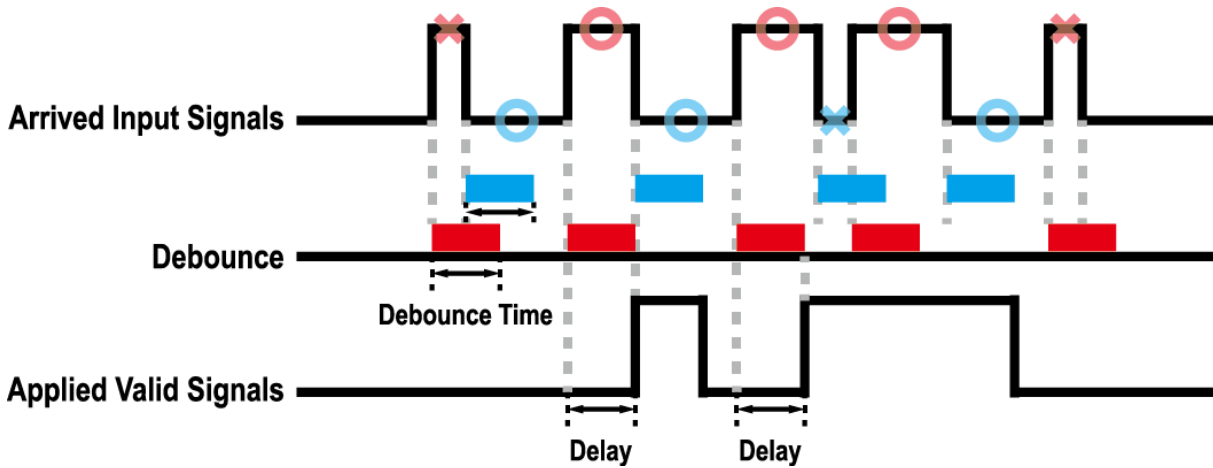 Arrived Input Signals
Debounce
Debounce Time
Applied Valid Signals
Delay
Delay